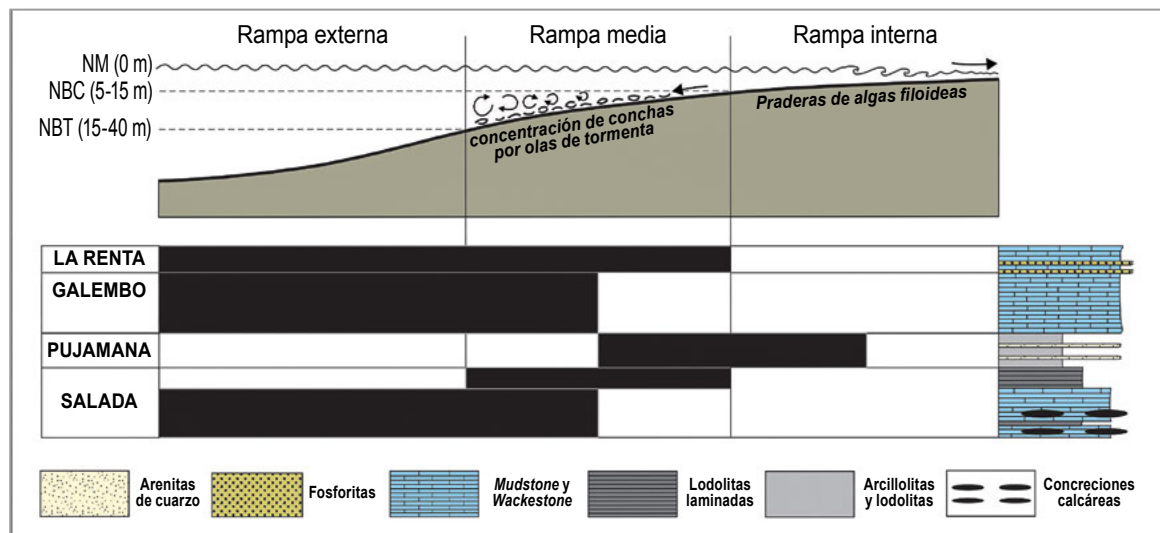 Rampa externa
Rampa media
Rampa interna
NM (0 m)
NBC (5-15 m)
NBT (15-40 m)
Praderas de algas filoideas
concentración de conchas
por olas de tormenta
LA RENTA
GALEMBO
PUJAMANA
SALADA
Arenitas
de cuarzo
Fosforitas
Mudstone y
Wackestone
Lodolitas
laminadas
Arcillolitas
y lodolitas
Concreciones
calcáreas